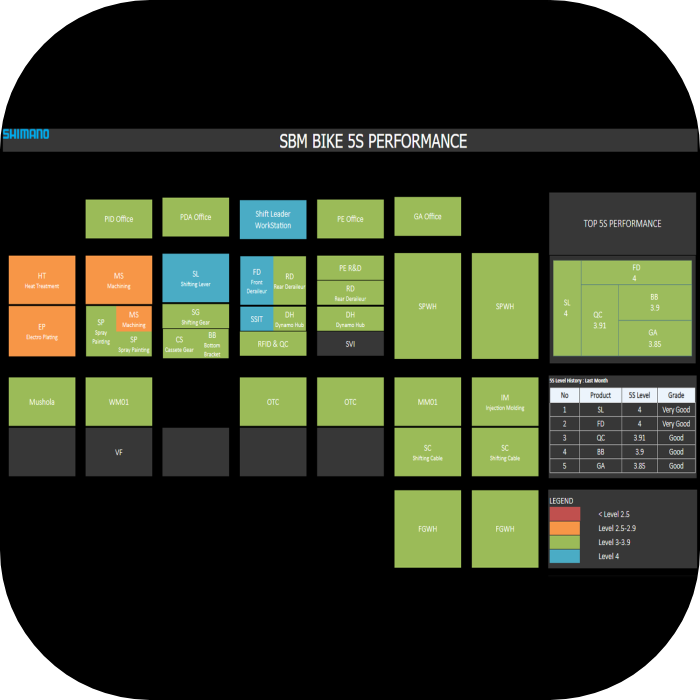 SHIMANO
SBM BIKE 5S PERFORMANCE
PID Office
PDA Office
Shift Leader
WorkStation
PE Office
GA Office
TOP 5S PERFORMANCE
HT
Heat Treatment
MS
Machining
SL
Shifting Lever
FD
Front
Derailleur
RD
Rear Derailleur
PE R&D
RD
Rear Derailleur
SPWH
SPWH
EP
Electro Plating
SP
Spray
Painting
MS
Machining
SP
Spray Painting
SG
Shifting Gear
CS
Cassete Gear
BB
Bottom
Bracket
SSIT
DH
Dynamo Hub
RFID & QC
DH
Dynamo Hub
SVI
SL
4
FD
4
QC
3.91
BB
3.9
GA
3.85
Mushola
WM01
OTC
OTC
MM01
IM
Injection Molding
VF
SC
Shifting Cable
SC
Shifting Cable
FGWH
FGWH
5S Level History : Last Month
No Product 5S Level Grade
1 SL 4 Very Good
2 FD 4 Very Good
3 QC 3.91 Good
4 BB 3.9 Good
5 GA 3.85 Good
LEGEND
< Level 2.5
Level 2.5-2.9
Level 3-3.9
Level 4